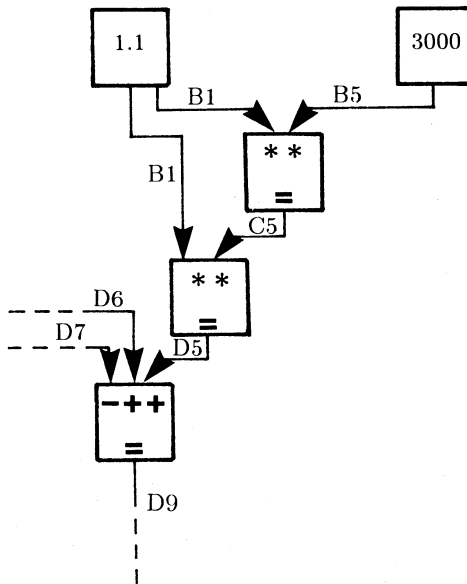 1.1
3000
B1
B5
* *
=
B1
C5
* *
=
D6
D7
D5
-++
=
D9